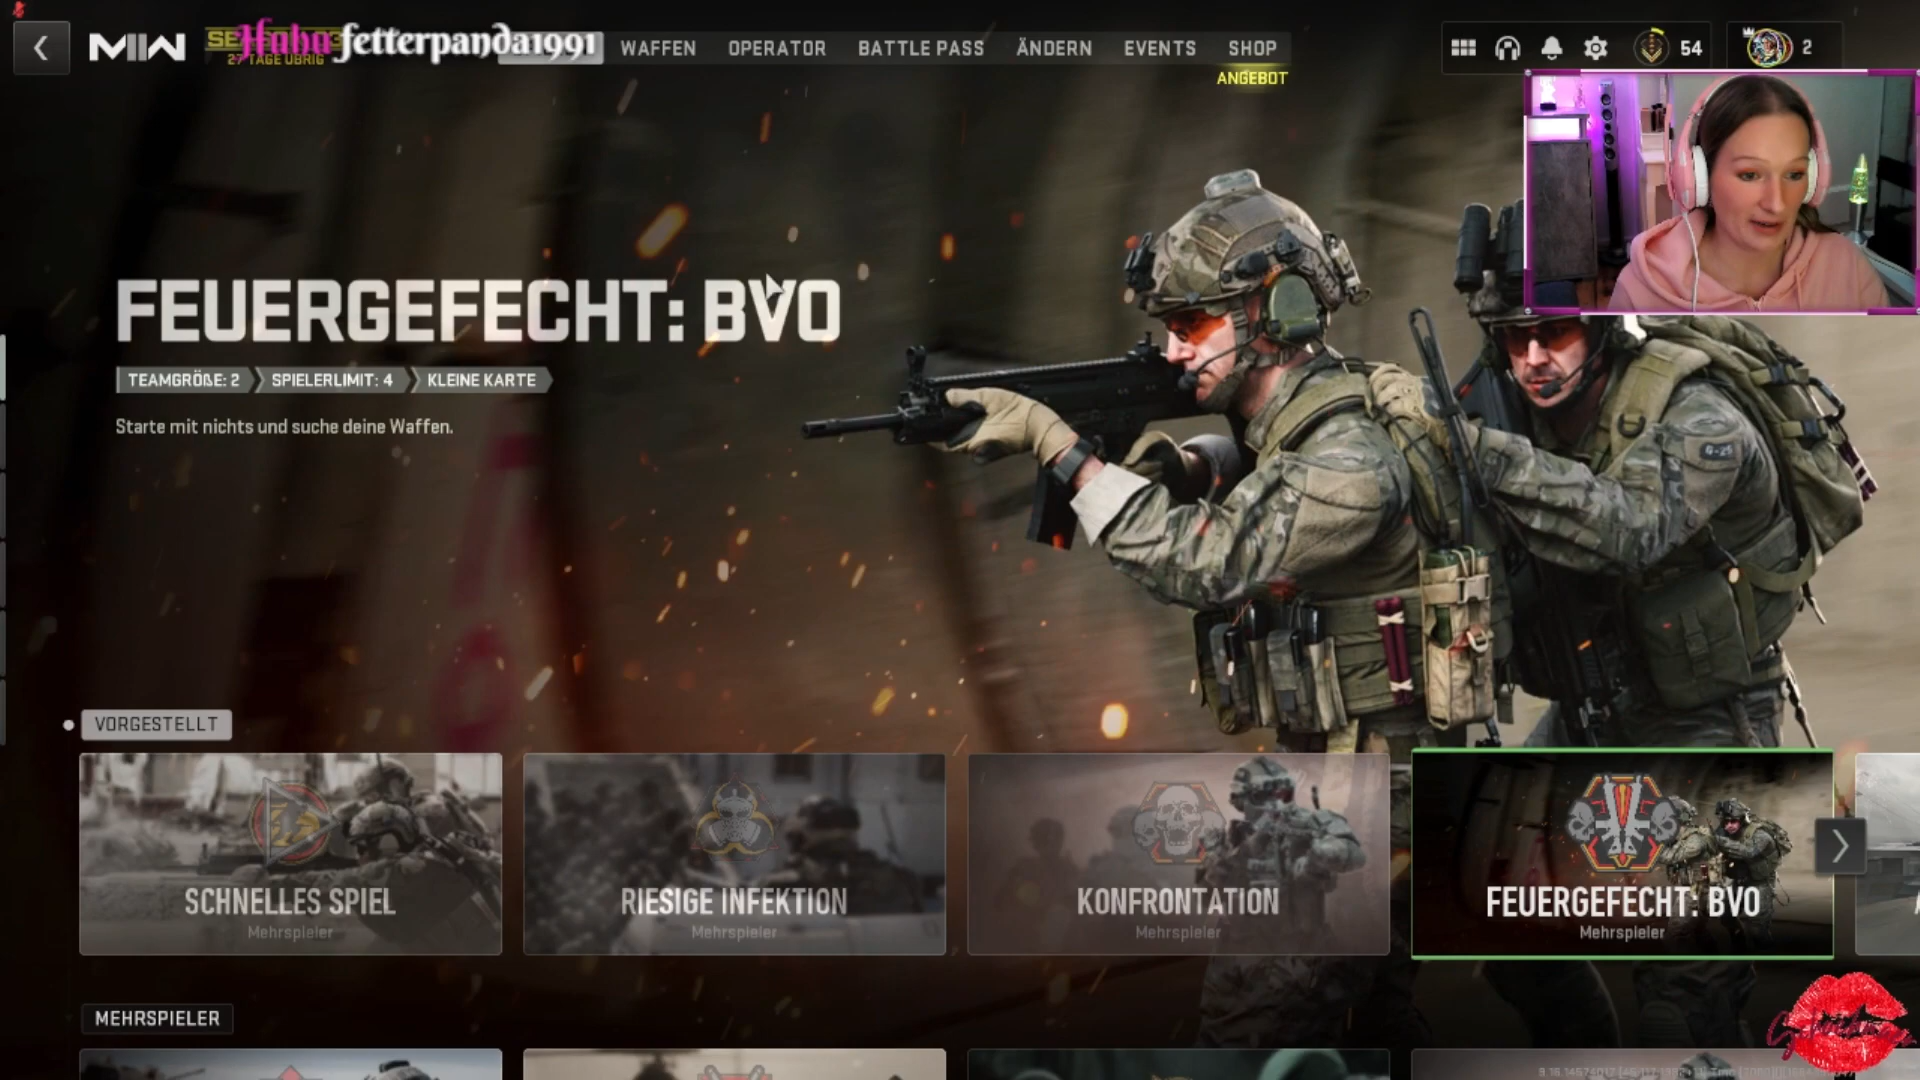 MW
Huhu fetterpanda1991
27 TAGE ÜBRIG
WAFFEN
OPERATOR
BATTLE PASS
ÄNDERN
EVENTS
SHOP
ANGEBOT
54
2
FEUERGEFECHT: BVO
TEAMGRÖẞE: 2
SPIELERLIMIT: 4
KLEINE KARTE
Starte mit nichts und suche deine Waffen.
G-25
VORGESTELLT
SCHNELLES SPIEL
Mehrspieler
RIESIGE INFEKTION
Mehrspieler
KONFRONTATION
Mehrspieler
FEUERGEFECHT: BVO
Mehrspieler
MEHRSPIELER